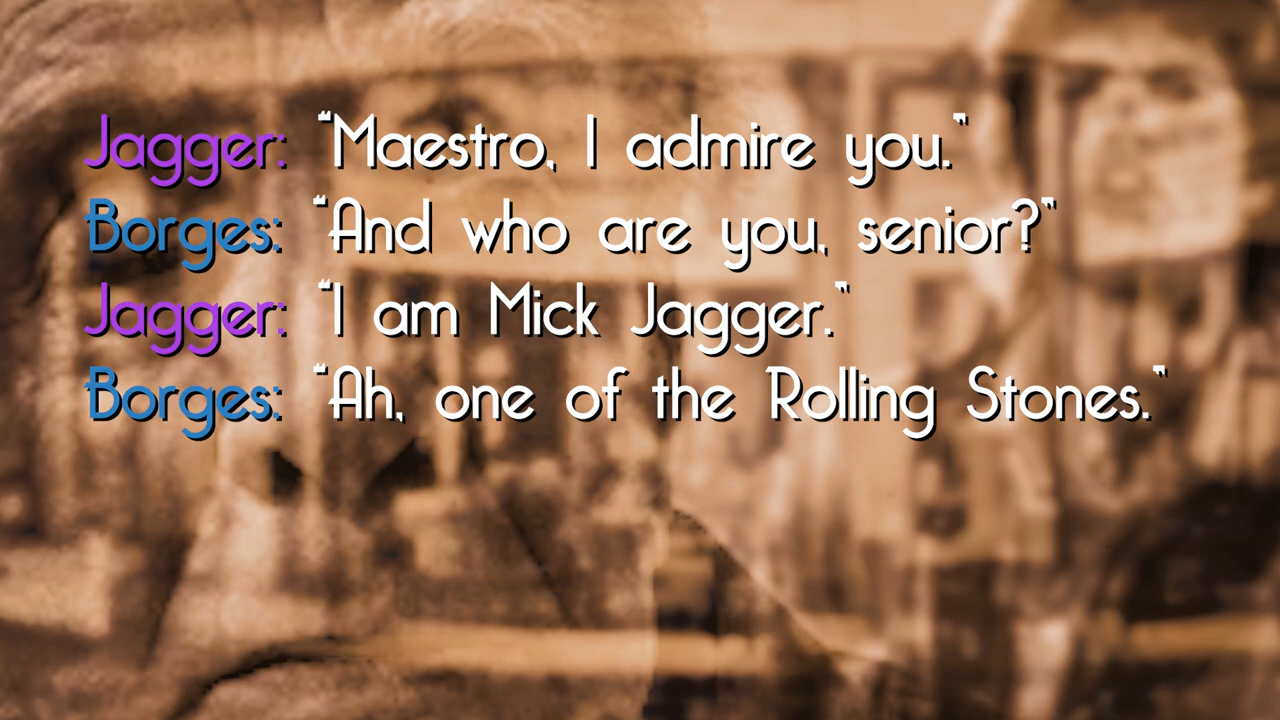 Jagger: "Maestro, I admire you."
Borges: "And who are you, senior?"
Jagger: "I am Mick Jagger."
Borges: "Ah, one of the Rolling Stones."